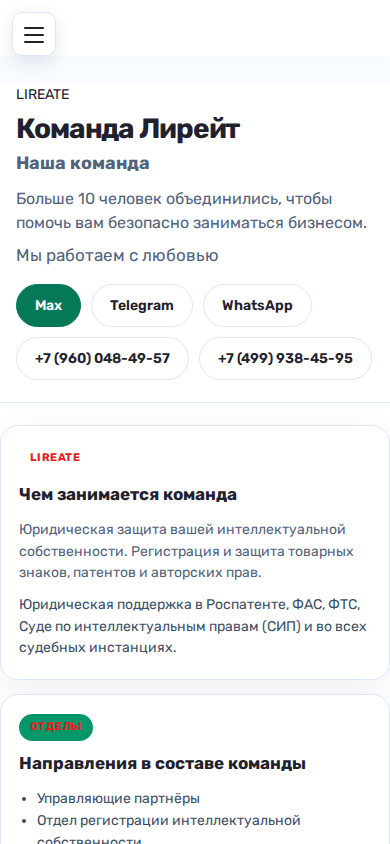 LIREATE
Команда Лирейт
Наша команда
Больше 10 человек объединились, чтобы
помочь вам безопасно заниматься бизнесом.
Мы работаем с любовью
Max
Telegram
WhatsApp
+7 (960) 048-49-57
+7 (499) 938-45-95
LIREATE
Чем занимается команда
Юридическая защита вашей интеллектуальной
собственности. Регистрация и защита товарных
знаков, патентов и авторских прав.
Юридическая поддержка в Роспатенте, ФАС, ФТС,
Суде по интеллектуальным правам (СИП) и во всех
судебных инстанциях.
ОТДЕЛЫ
Направления в составе команды
• Управляющие партнёры
• Отдел регистрации интеллектуальной
собственности